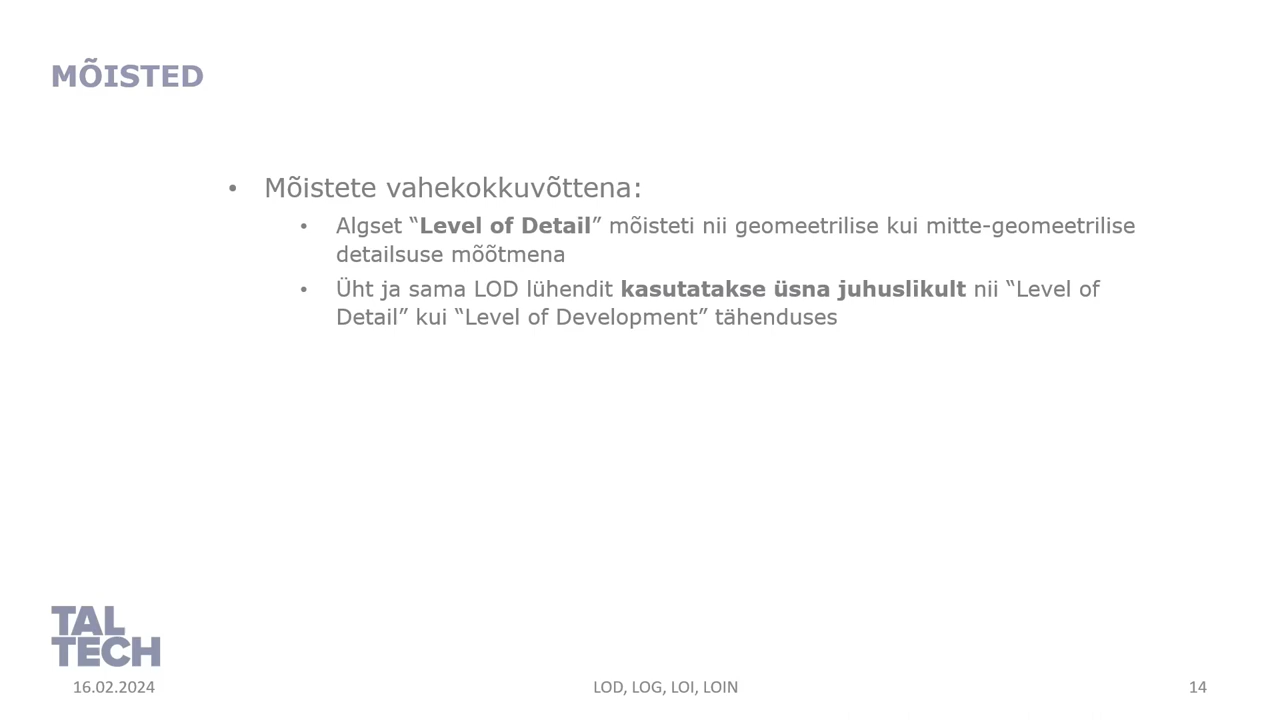 MÕISTED
• Mõistete vahekokkuvõttena:
• Algset “Level of Detail” mõisteti nii geomeetrilise kui mitte-geomeetrilise
detailsuse mõõtmena
• Üht ja sama LOD lühendit kasutatakse üsna juhuslikult nii “Level of
Detail” kui “Level of Development” tähenduses
TAL
TECH
16.02.2024
LOD, LOG, LOI, LOIN
14